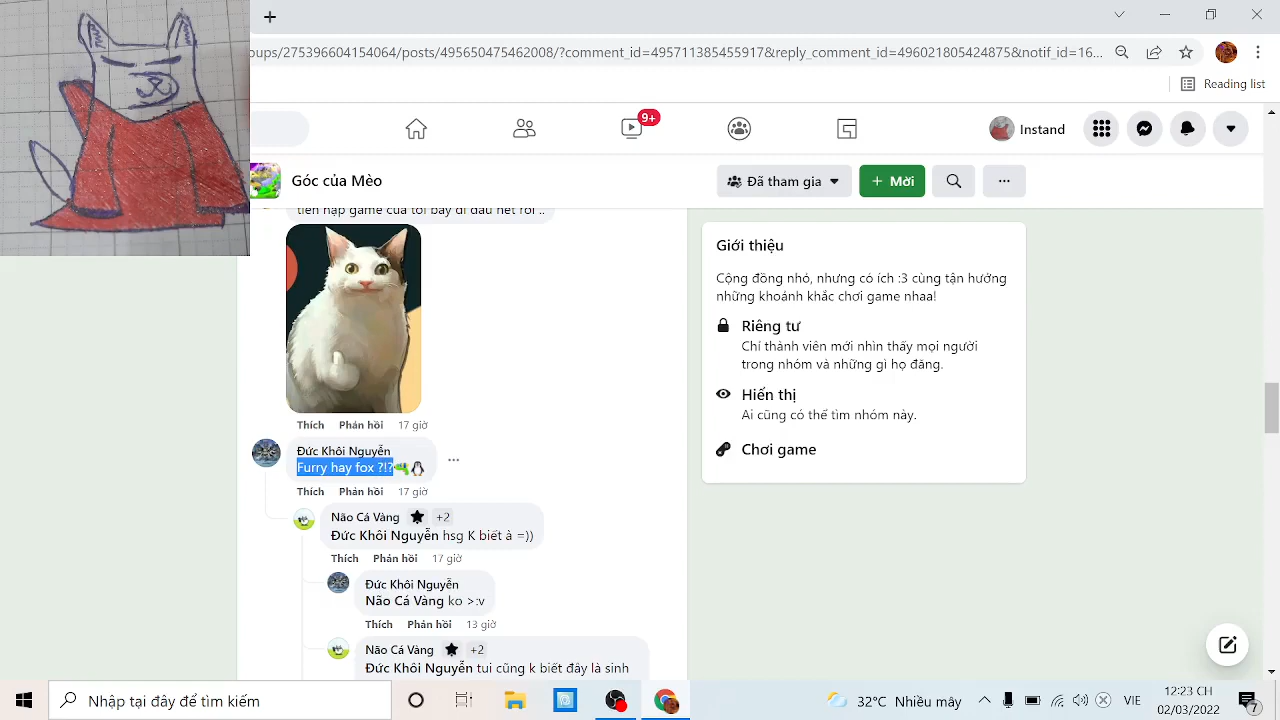 oups/275396604154064/posts/495650475462008/?comment_id=495711385455917&reply_comment_id=496021805424875&notif_id=16...
Reading list
9+
Instand
Góc của Mèo
Đã tham gia
+ Mời
tiền nạp game của tôi bay đi đâu hết rồi ..
Thích Phản hồi 17 giờ
Đức Khôi Nguyễn
Furry hay fox ?!?
Thích Phản hồi 17 giờ
Não Cá Vàng +2
Đức Khôi Nguyễn hsg K biết à =))
Thích Phản hồi 17 giờ
Đức Khôi Nguyễn
Não Cá Vàng ko >:v
Thích Phản hồi 13 giờ
Não Cá Vàng +2
Đức Khôi Nguyễn tui cũng k biết đây là sinh
Giới thiệu
Cộng đồng nhỏ, nhưng có ích :3 cùng tận hưởng
những khoảnh khắc chơi game nhaa!
Riêng tư
Chỉ thành viên mới nhìn thấy mọi người
trong nhóm và những gì họ đăng.
Hiển thị
Ai cũng có thể tìm nhóm này.
Chơi game
Nhập tại đây để tìm kiếm
32°C Nhiều mây
VIE
12:23 CH
02/03/2022
7